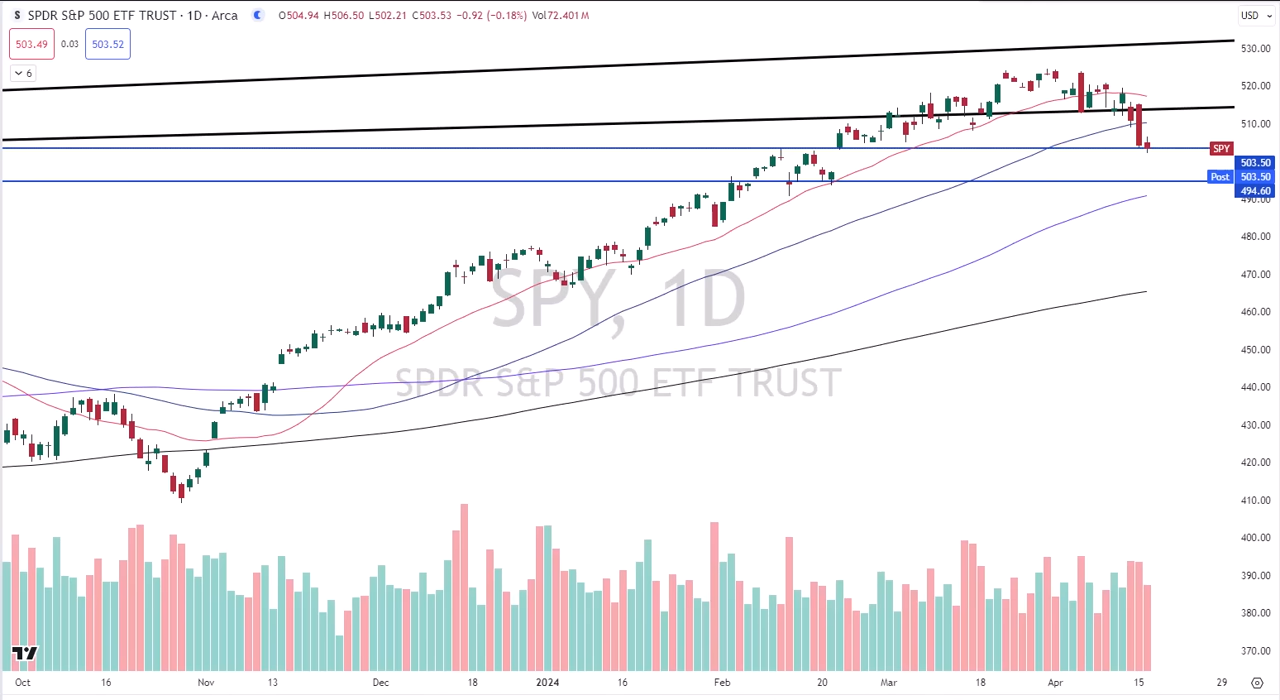 S SPDR S&P 500 ETF TRUST · 1D · Arca O504.94 H506.50 L502.21 C503.53 −0.92 (−0.18%) Vol72.401M USD
503.49 0.03 503.52
6
530.00
520.00
510.00
SPY
503.50
Post 503.50
494.60
490.00
480.00
470.00
460.00
450.00
440.00
430.00
420.00
410.00
400.00
390.00
380.00
370.00
SPY, 1D
SPDR S&P 500 ETF TRUST
Oct 16 Nov 13 Dec 18 2024 16 Feb 20 Mar 18 Apr 15 29